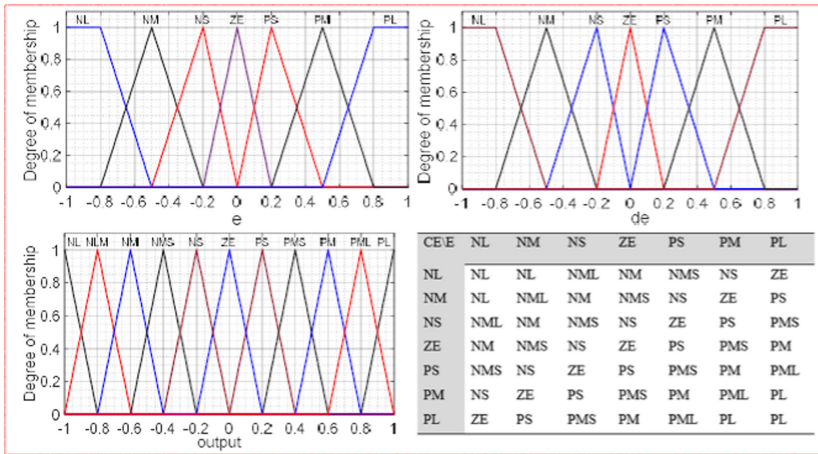 NL NM NS ZE PS PM PL
Degree of membership
1
0.8
0.6
0.4
0.2
0
-1 -0.8 -0.6 -0.4 -0.2 0 0.2 0.4 0.6 0.8 1
e
NL NM NS ZE PS PM PL
Degree of membership
1
0.8
0.6
0.4
0.2
0
-1 -0.8 -0.6 -0.4 -0.2 0 0.2 0.4 0.6 0.8 1
de
NL NLM NM NMS NS ZE PS PMS PM PML PL
Degree of membership
1
0.8
0.6
0.4
0.2
0
-1 -0.8 -0.6 -0.4 -0.2 0 0.2 0.4 0.6 0.8 1
output
CE\E NL NM NS ZE PS PM PL
NL NL NL NML NM NMS NS ZE
NM NL NML NM NMS NS ZE PS
NS NML NM NMS NS ZE PS PMS
ZE NM NMS NS ZE PS PMS PM
PS NMS NS ZE PS PMS PM PML
PM NS ZE PS PMS PM PML PL
PL ZE PS PMS PM PML PL PL